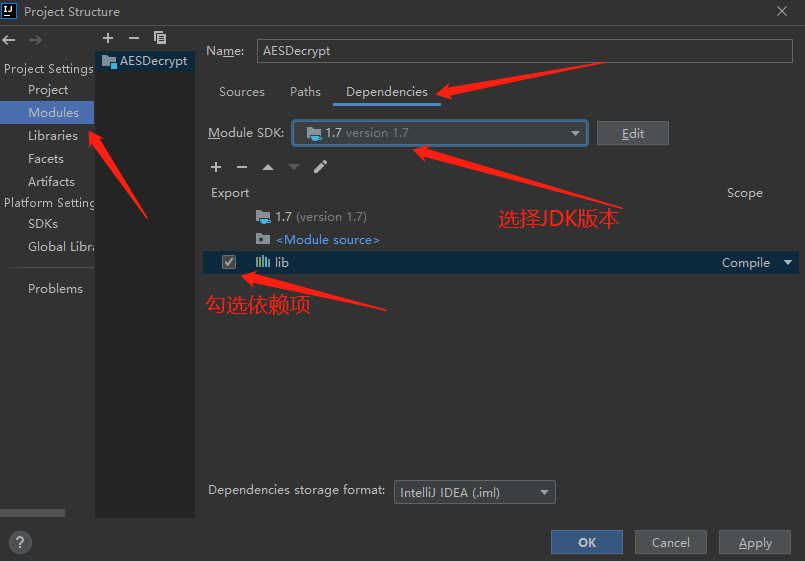 Project Structure
Project Settings
Project
Modules
Libraries
Facets
Artifacts
Platform Setting
SDKs
Global Libra
Problems
AESDecrypt
Name: AESDecrypt
Sources Paths Dependencies
Module SDK: 1.7 version 1.7 Edit
Export Scope
1.7 (version 1.7)
选择JDK版本
<Module source>
lib Compile
勾选依赖项
Dependencies storage format: IntelliJ IDEA (.iml)
? OK Cancel Apply